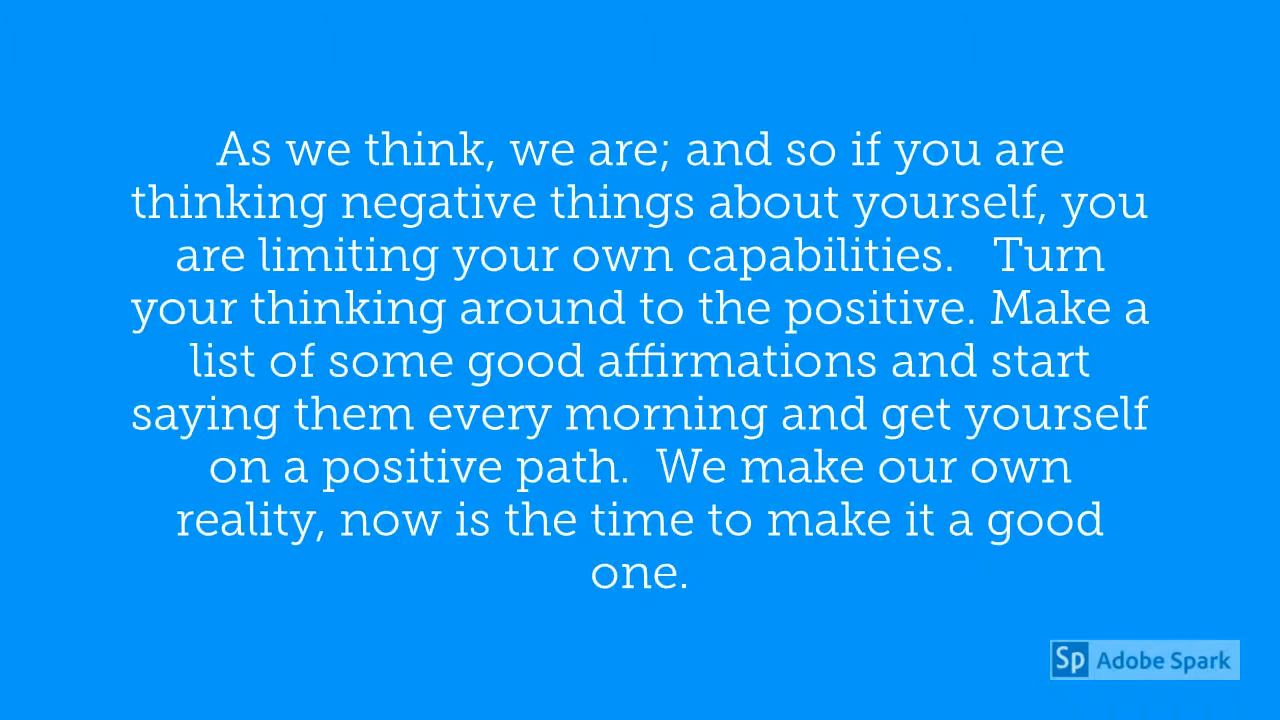 As we think, we are; and so if you are
thinking negative things about yourself, you
are limiting your own capabilities.   Turn
your thinking around to the positive. Make a
list of some good affirmations and start
saying them every morning and get yourself
on a positive path.  We make our own
reality, now is the time to make it a good
one.
Sp Adobe Spark